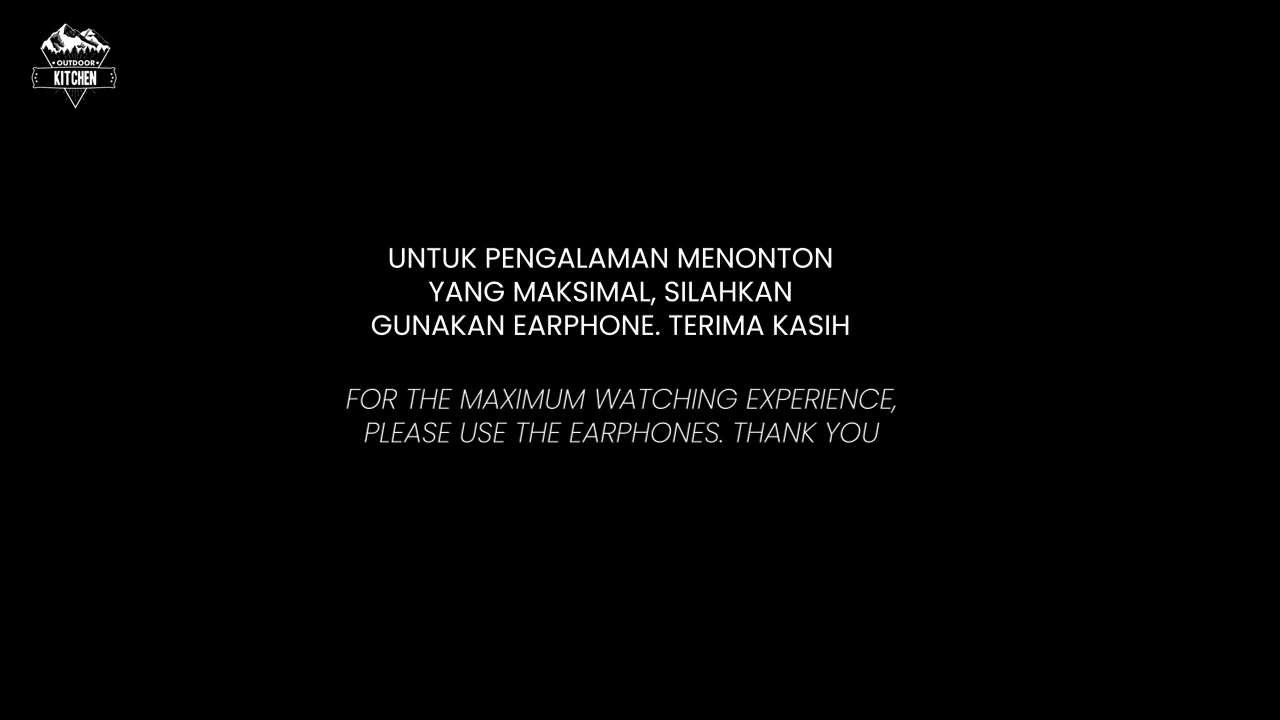 • OUTDOOR •
KITCHEN
UNTUK PENGALAMAN MENONTON
YANG MAKSIMAL, SILAHKAN
GUNAKAN EARPHONE. TERIMA KASIH
FOR THE MAXIMUM WATCHING EXPERIENCE,
PLEASE USE THE EARPHONES. THANK YOU